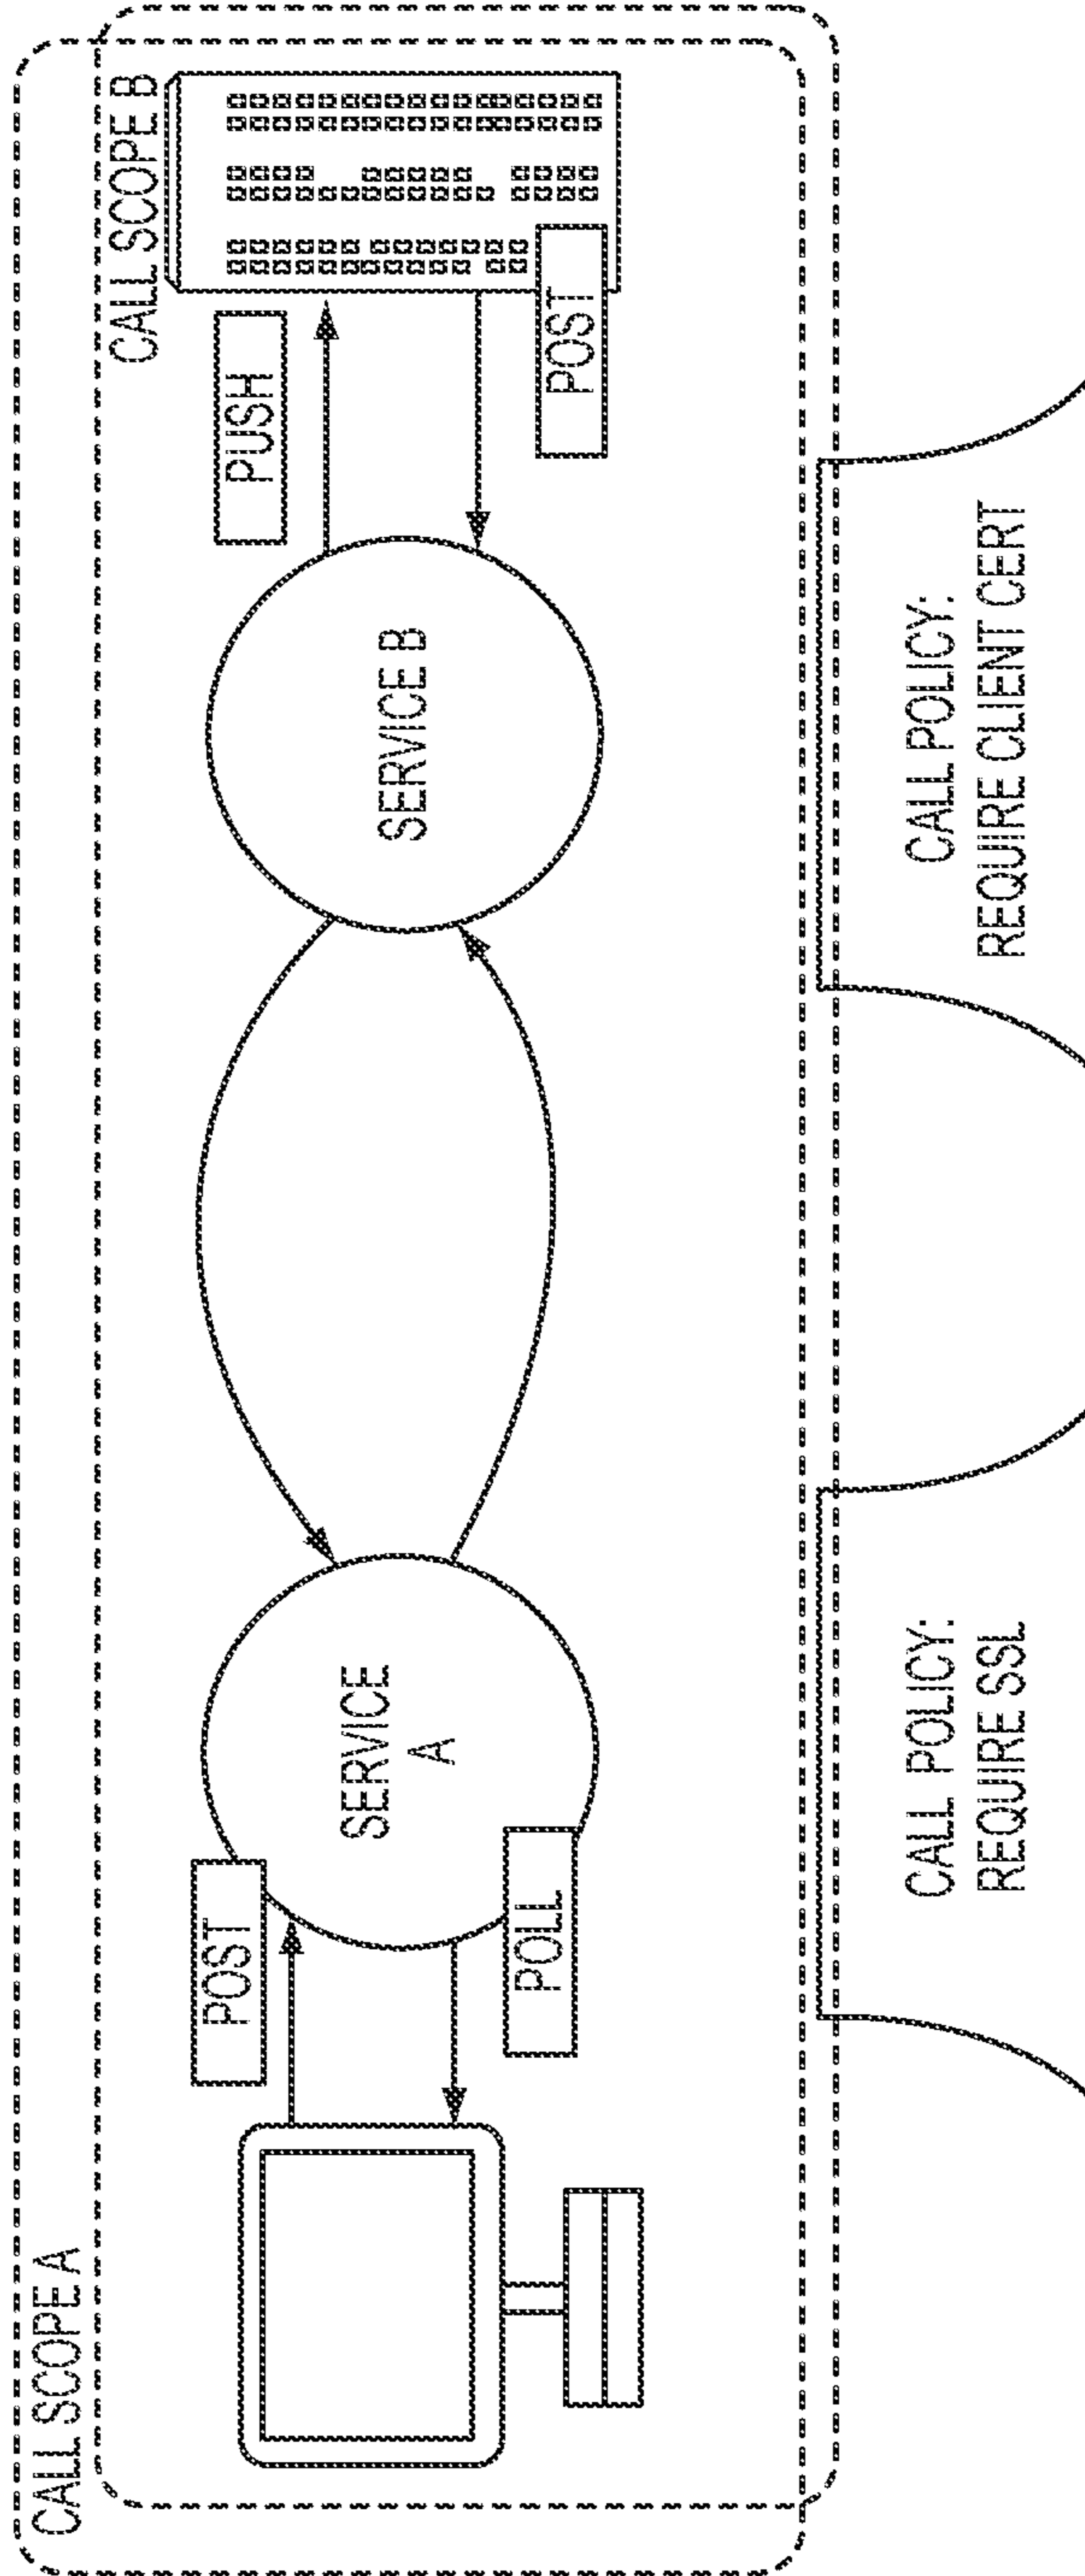 CALL SCOPE A
CALL SCOPE B
POST
PUSH
SERVICE
A
SERVICE B
POLL
POST
CALL POLICY:
REQUIRE SSL
CALL POLICY:
REQUIRE CLIENT CERT